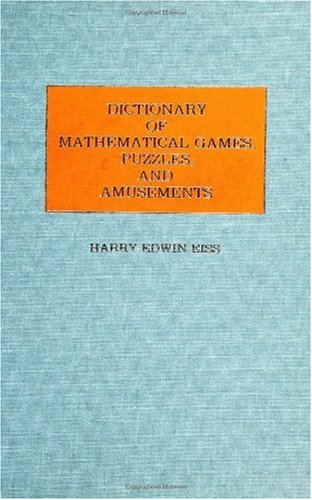 DICTIONARY
OF
MATHEMATICAL GAMES,
PUZZLES,
AND
AMUSEMENTS
HARRY EDWIN EISS